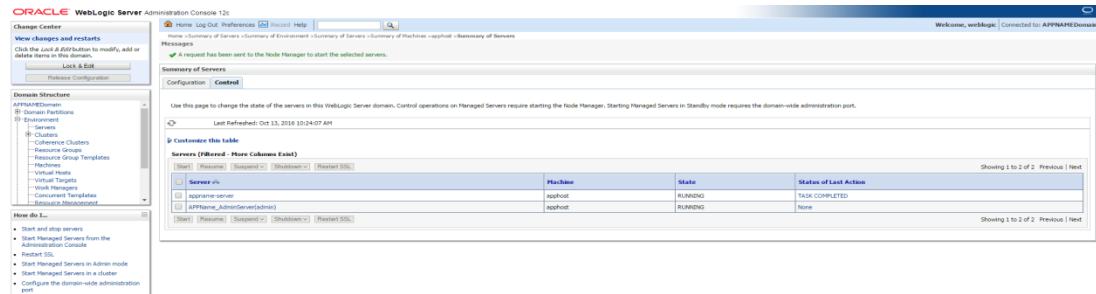 ORACLE WebLogic Server Administration Console 12c
Change Center
View changes and restarts
Click the Lock & Edit button to modify, add or
delete items in this domain.
Lock & Edit
Release Configuration
Domain Structure
APPNAMEDomain
Domain Partitions
Environment
Servers
Clusters
Coherence Clusters
Resource Groups
Resource Group Templates
Machines
Virtual Hosts
Virtual Targets
Work Managers
Concurrent Templates
Resource Management
How do I...
Start and stop servers
Start Managed Servers from the
Administration Console
Restart SSL
Start Managed Servers in Admin mode
Start Managed Servers in a cluster
Configure the domain-wide administration
port
Home Log Out Preferences Record Help
Welcome, weblogic Connected to: APPNAMEDomain
Home >Summary of Servers >Summary of Environment >Summary of Servers >Summary of Machines >apphost >Summary of Servers
Messages
A request has been sent to the Node Manager to start the selected servers.
Summary of Servers
Configuration Control
Use this page to change the state of the servers in this WebLogic Server domain. Control operations on Managed Servers require starting the Node Manager. Starting Managed Servers in Standby mode requires the domain-wide administration port.
Last Refreshed: Oct 13, 2016 10:24:07 AM
Customize this table
Servers (Filtered - More Columns Exist)
Start Resume Suspend Shutdown Restart SSL Showing 1 to 2 of 2 Previous | Next
Server Machine State Status of Last Action
appname-server apphost RUNNING TASK COMPLETED
APPName_AdminServer(admin) apphost RUNNING None
Start Resume Suspend Shutdown Restart SSL Showing 1 to 2 of 2 Previous | Next